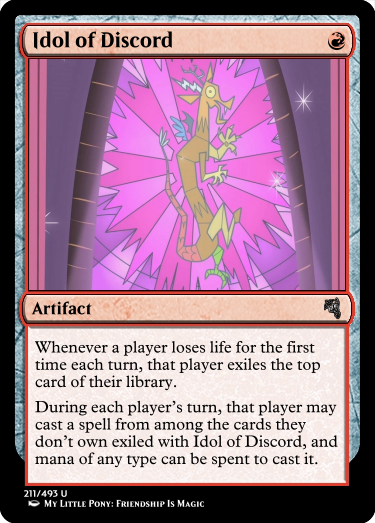 Idol of Discord
Artifact
Whenever a player loses life for the first
time each turn, that player exiles the top
card of their library.
During each player's turn, that player may
cast a spell from among the cards they
don't own exiled with Idol of Discord, and
mana of any type can be spent to cast it.
211/493 U
My Little Pony: Friendship Is Magic